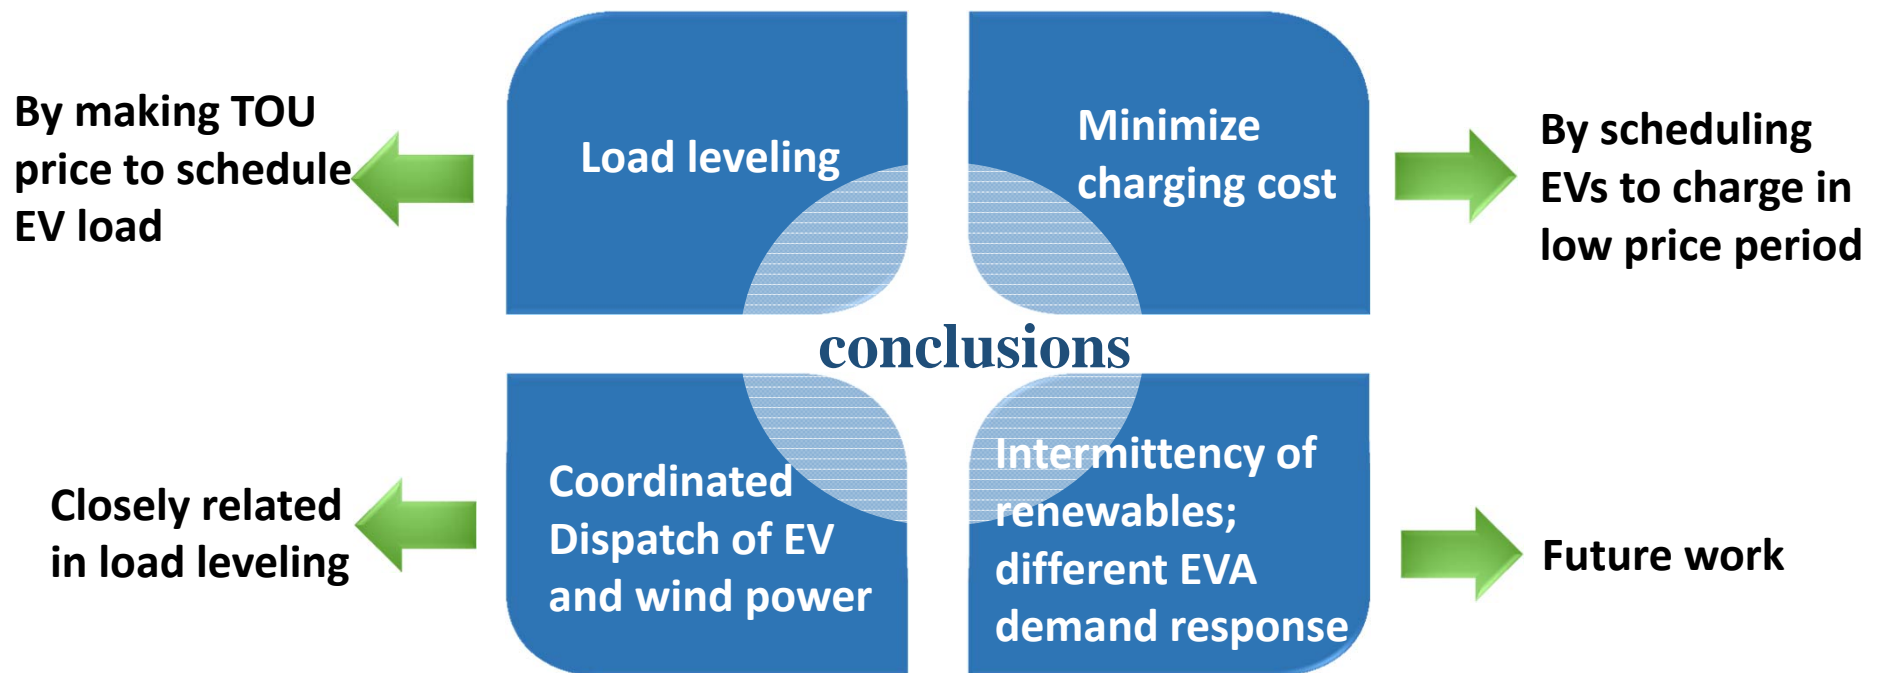 By making TOU
price to schedule
EV load
Load leveling
Minimize
charging cost
By scheduling
EVs to charge in
low price period
conclusions
Closely related
in load leveling
Coordinated
Dispatch of EV
and wind power
Intermittency of
renewables;
different EVA
demand response
Future work